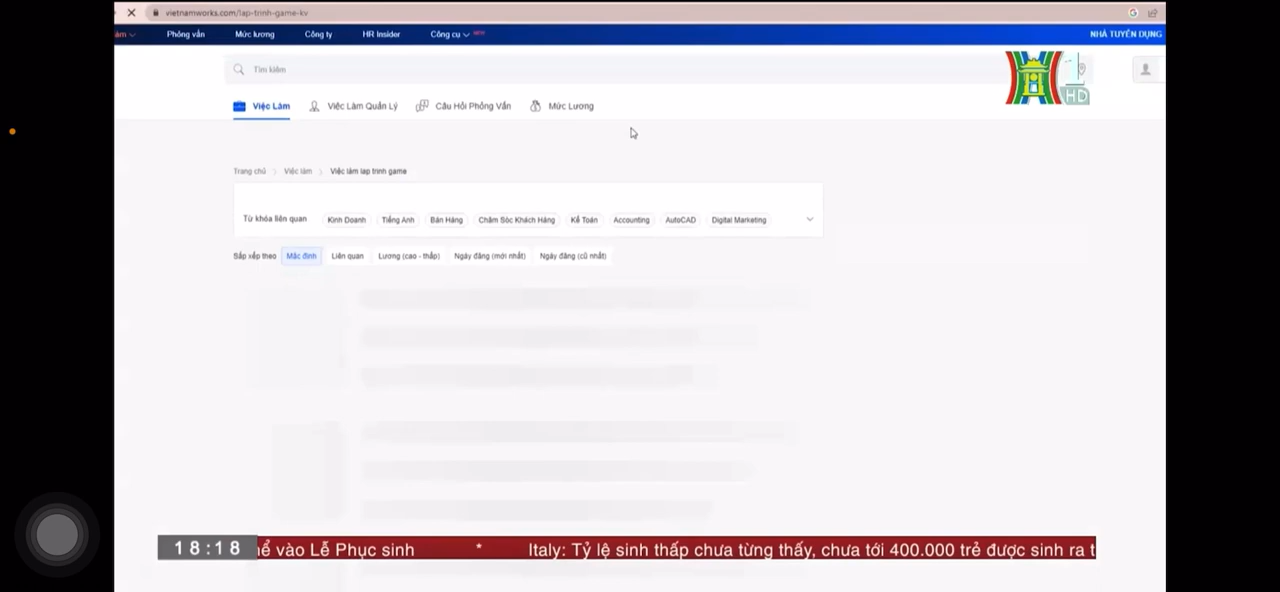 vietnamworks.com/lap-trinh-game-kv
Phỏng vấn Mức lương Công ty HR Insider Công cụ NEW NHÀ TUYỂN DỤNG
Tìm kiếm
1
HD
Việc Làm Việc Làm Quản Lý Câu Hỏi Phỏng Vấn Mức Lương
Trang chủ Việc làm Việc làm lap trinh game
Từ khóa liên quan Kinh Doanh Tiếng Anh Bán Hàng Chăm Sóc Khách Hàng Kế Toán Accounting AutoCAD Digital Marketing
Sắp xếp theo Mặc định Liên quan Lương (cao - thấp) Ngày đăng (mới nhất) Ngày đăng (cũ nhất)
18:18 vào Lễ Phục sinh * Italy: Tỷ lệ sinh thấp chưa từng thấy, chưa tới 400.000 trẻ được sinh ra